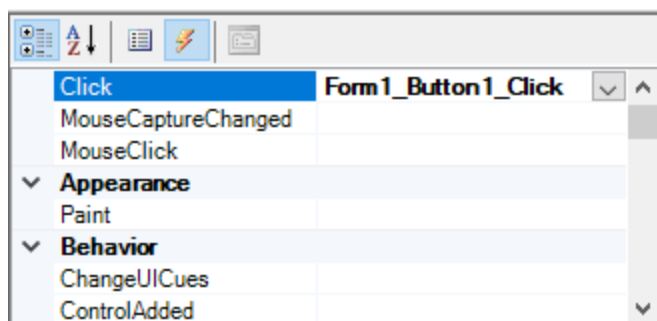 A
Z
Click Form1_Button1_Click
MouseCaptureChanged
MouseClick
Appearance
Paint
Behavior
ChangeUICues
ControlAdded